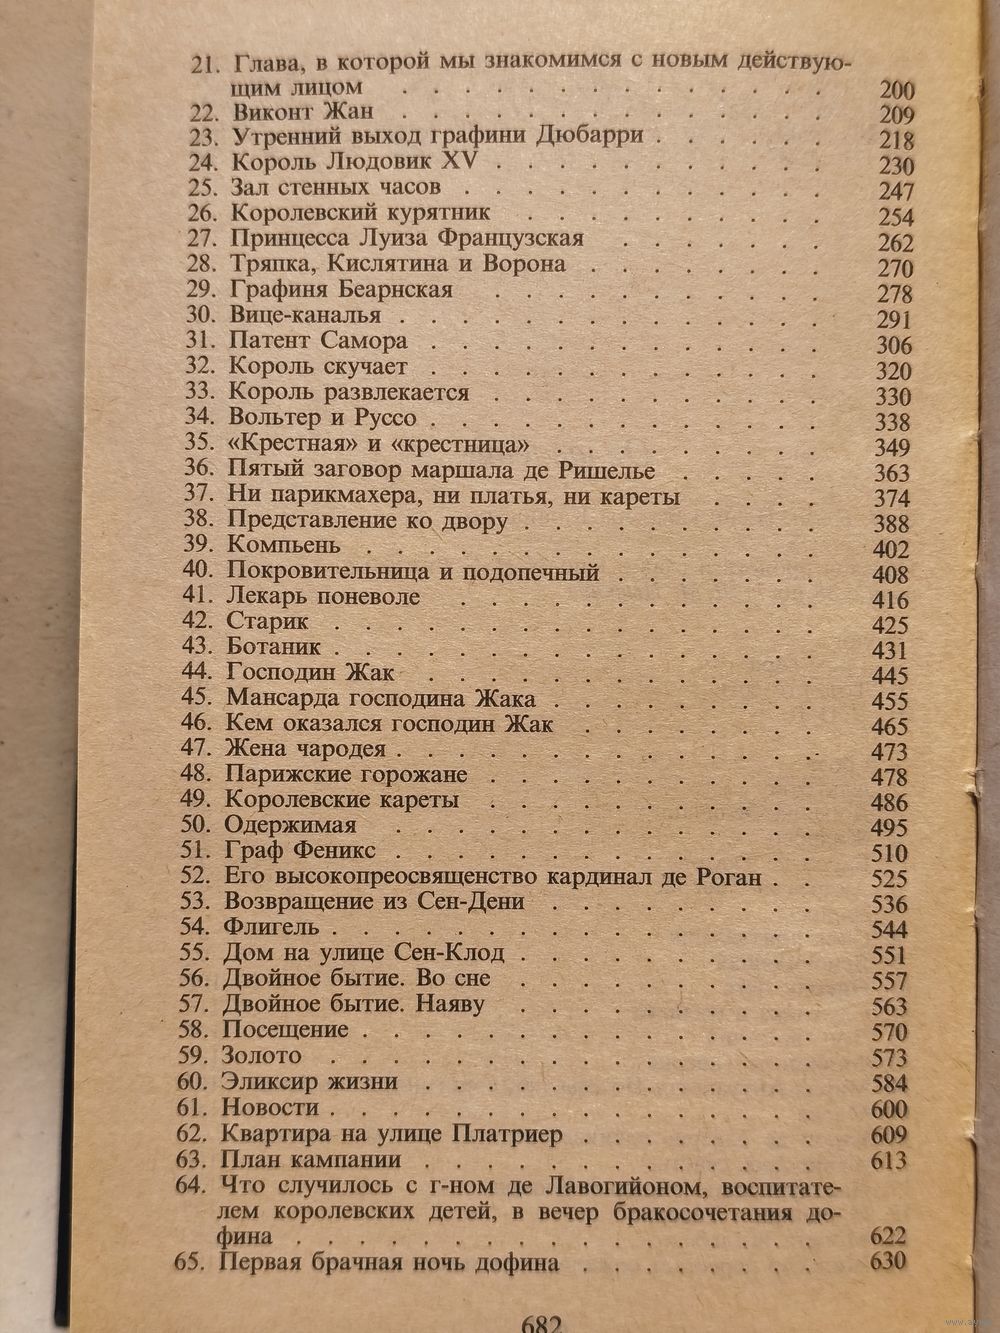 21. Глава, в которой мы знакомимся с новым действую-
щим лицом . . . . . . . . . . . . . . 200
22. Виконт Жан . . . . . . . . . . . . . . 209
23. Утренний выход графини Дюбарри . . . . . . 218
24. Король Людовик XV . . . . . . . . . . . 230
25. Зал стенных часов . . . . . . . . . . . . 247
26. Королевский курятник . . . . . . . . . . 254
27. Принцесса Луиза Французская . . . . . . . 262
28. Тряпка, Кислятина и Ворона . . . . . . . . 270
29. Графиня Беарнская . . . . . . . . . . . 278
30. Вице-каналья . . . . . . . . . . . . . . 291
31. Патент Самора . . . . . . . . . . . . . 306
32. Король скучает . . . . . . . . . . . . . 320
33. Король развлекается . . . . . . . . . . . 330
34. Вольтер и Руссо . . . . . . . . . . . . . 338
35. «Крестная» и «крестница» . . . . . . . . . 349
36. Пятый заговор маршала де Ришелье . . . . . 363
37. Ни парикмахера, ни платья, ни кареты . . . . 374
38. Представление ко двору . . . . . . . . . . 388
39. Компьень . . . . . . . . . . . . . . . 402
40. Покровительница и подопечный . . . . . . . 408
41. Лекарь поневоле . . . . . . . . . . . . 416
42. Старик . . . . . . . . . . . . . . . . 425
43. Ботаник . . . . . . . . . . . . . . . . 431
44. Господин Жак . . . . . . . . . . . . . 445
45. Мансарда господина Жака . . . . . . . . . 455
46. Кем оказался господин Жак . . . . . . . . 465
47. Жена чародея . . . . . . . . . . . . . . 473
48. Парижские горожане . . . . . . . . . . . 478
49. Королевские кареты . . . . . . . . . . . 486
50. Одержимая . . . . . . . . . . . . . . 495
51. Граф Феникс . . . . . . . . . . . . . . 510
52. Его высокопреосвященство кардинал де Роган . . 525
53. Возвращение из Сен-Дени . . . . . . . . . 536
54. Флигель . . . . . . . . . . . . . . . . 544
55. Дом на улице Сен-Клод . . . . . . . . . . 551
56. Двойное бытие. Во сне . . . . . . . . . . 557
57. Двойное бытие. Наяву . . . . . . . . . . 563
58. Посещение . . . . . . . . . . . . . . . 570
59. Золото . . . . . . . . . . . . . . . . 573
60. Эликсир жизни . . . . . . . . . . . . . 584
61. Новости . . . . . . . . . . . . . . . . 600
62. Квартира на улице Платриер . . . . . . . . 609
63. План кампании . . . . . . . . . . . . . 613
64. Что случилось с г-ном де Лавогийоном, воспитате-
лем королевских детей, в вечер бракосочетания до-
фина . . . . . . . . . . . . . . . . . 622
65. Первая брачная ночь дофина . . . . . . . . 630
682